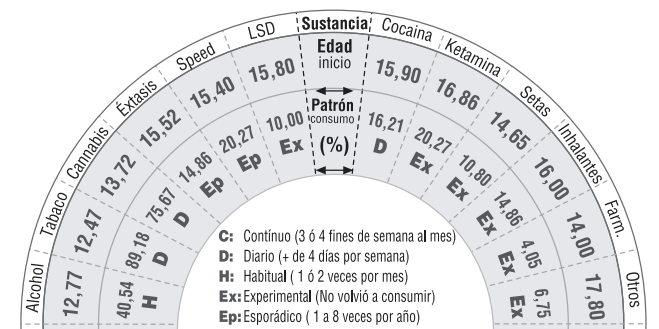 Alcohol
12,77
40,54
H
Tabaco
12,47
89,18
D
Cannabis
13,72
75,67
D
Éxtasis
15,52
14,86
Ep
Speed
15,40
20,27
Ep
LSD
15,80
10,00
Ex
Sustancia
Edad
inicio
Patrón
consumo
(%)
Cocaina
15,90
16,21
D
Ketamina
16,86
20,27
Ex
Setas
14,65
10,80
Ex
Inhalantes
16,00
14,86
Ex
Farm.
14,00
4,05
Ex
Otros
17,80
6,75
Ex
C: Contínuo (3 ó 4 fines de semana al mes)
D: Diario (+ de 4 días por semana)
H: Habitual ( 1 ó 2 veces por mes)
Ex: Experimental (No volvió a consumir)
Ep: Esporádico ( 1 a 8 veces por año)